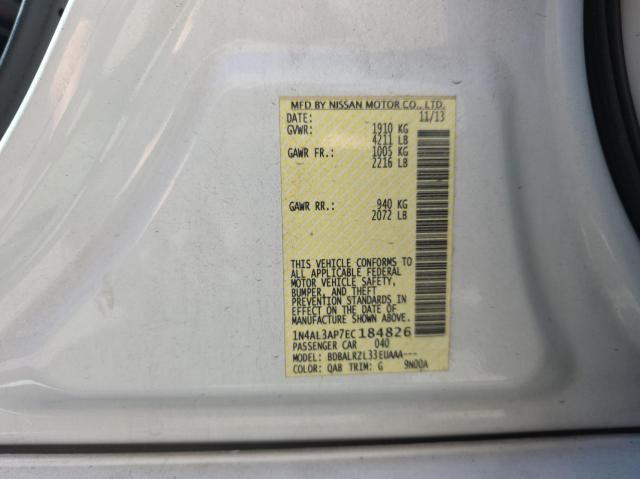 MFD BY NISSAN MOTOR CO., LTD.
DATE: 11/13
GVWR: 1910 KG
4211 LB
GAWR FR.: 1005 KG
2216 LB
GAWR RR.: 940 KG
2072 LB
THIS VEHICLE CONFORMS TO
ALL APPLICABLE FEDERAL
MOTOR VEHICLE SAFETY,
BUMPER, AND THEFT
PREVENTION STANDARDS IN
EFFECT ON THE DATE OF
MANUFACTURE SHOWN ABOVE.
1N4AL3AP7EC184826
PASSENGER CAR 040
MODEL: BDBALRZL33EUAAA---
COLOR: QAB TRIM: G 9N00A